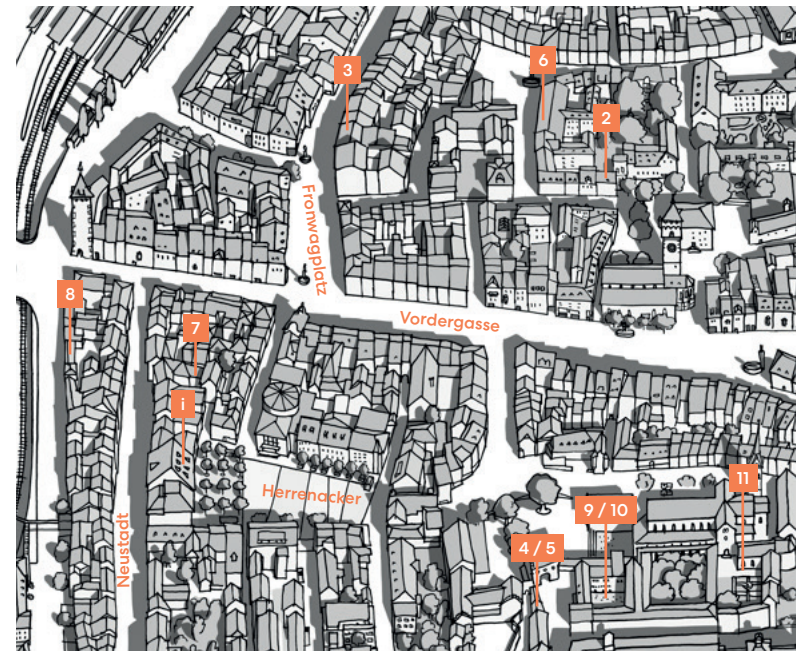 3
6
2
Fronwagplatz
8
7
Vordergasse
i
Herrenacker
Neustadt
11
9 / 10
4 / 5